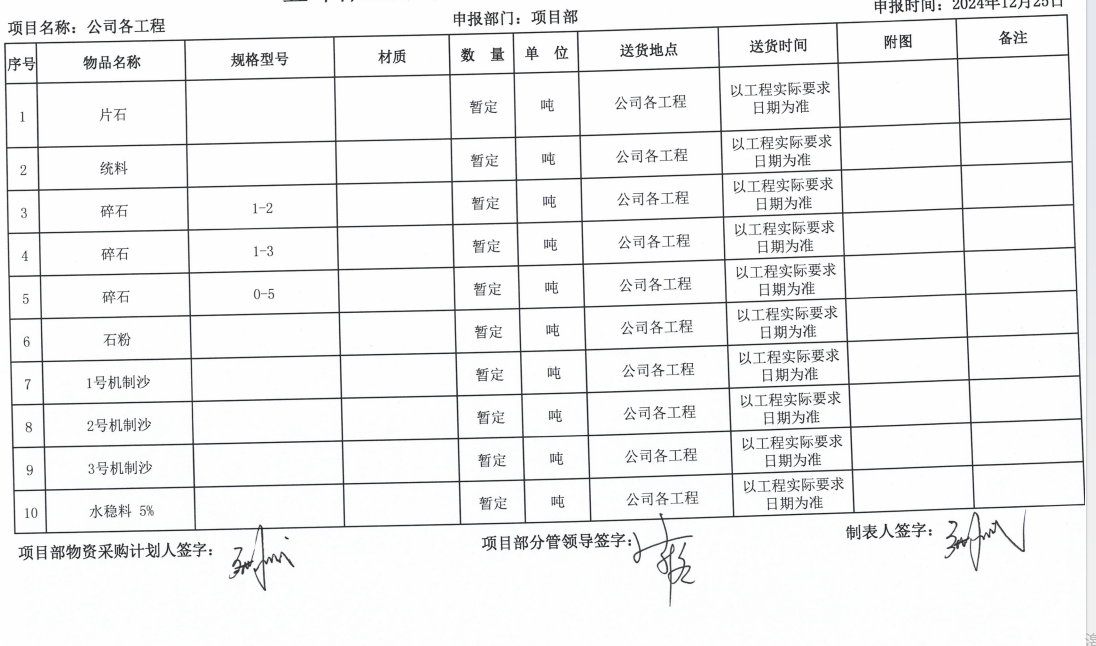 项目名称：公司各工程 申报部门：项目部 申报时间：2024年12月25日
序号 物品名称 规格型号 材质 数 量 单 位 送货地点 送货时间 附图 备注
1 片石 暂定 吨 公司各工程 以工程实际要求日期为准
2 统料 暂定 吨 公司各工程 以工程实际要求日期为准
3 碎石 1-2 暂定 吨 公司各工程 以工程实际要求日期为准
4 碎石 1-3 暂定 吨 公司各工程 以工程实际要求日期为准
5 碎石 0-5 暂定 吨 公司各工程 以工程实际要求日期为准
6 石粉 暂定 吨 公司各工程 以工程实际要求日期为准
7 1号机制沙 暂定 吨 公司各工程 以工程实际要求日期为准
8 2号机制沙 暂定 吨 公司各工程 以工程实际要求日期为准
9 3号机制沙 暂定 吨 公司各工程 以工程实际要求日期为准
10 水稳料 5% 暂定 吨 公司各工程 以工程实际要求日期为准
项目部物资采购计划人签字： 项目部分管领导签字： 制表人签字：